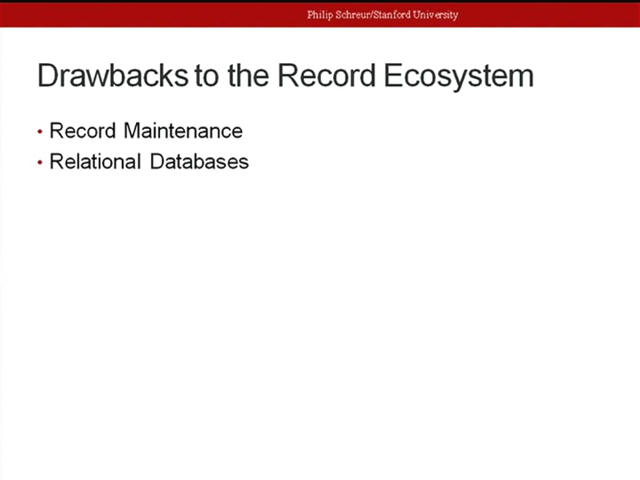 Philip Schreur/Stanford University
Drawbacks to the Record Ecosystem
• Record Maintenance
• Relational Databases